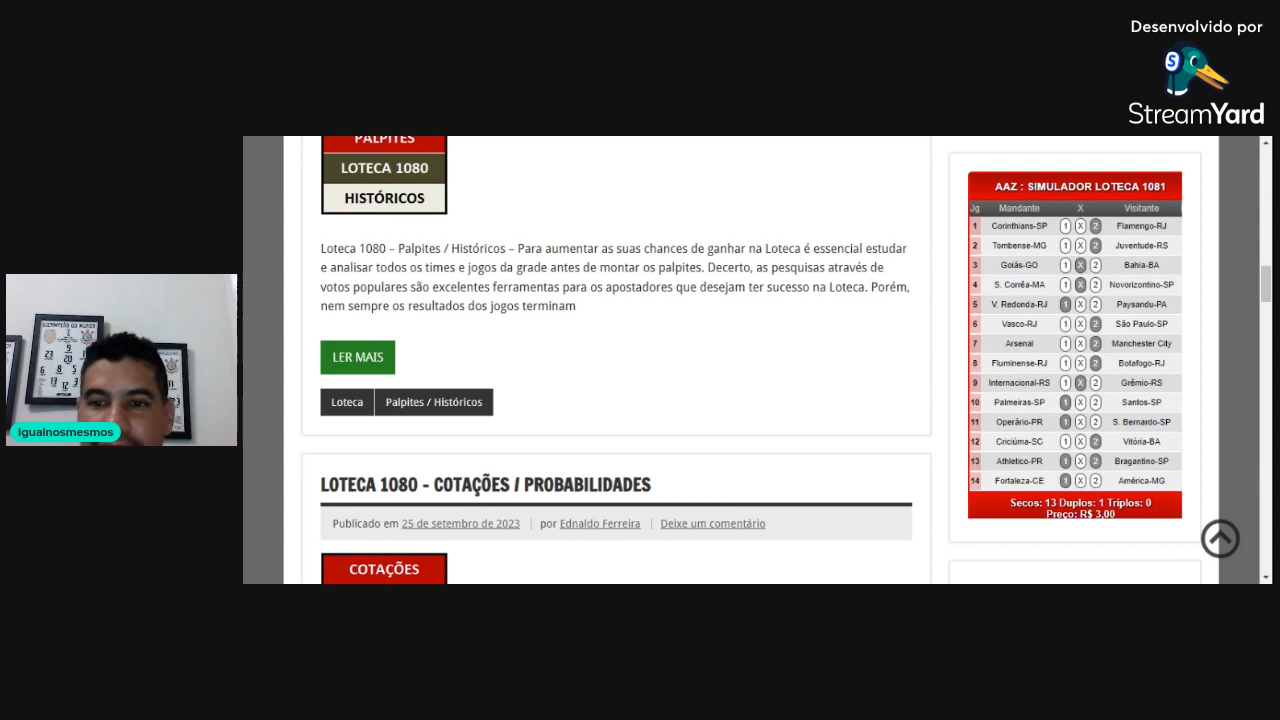 Desenvolvido por
S
StreamYard
PALPITES
LOTECA 1080
HISTÓRICOS
Loteca 1080 – Palpites / Históricos – Para aumentar as suas chances de ganhar na Loteca é essencial estudar
e analisar todos os times e jogos da grade antes de montar os palpites. Decerto, as pesquisas através de
votos populares são excelentes ferramentas para os apostadores que desejam ter sucesso na Loteca. Porém,
nem sempre os resultados dos jogos terminam
LER MAIS
Loteca Palpites / Históricos
LOTECA 1080 – COTAÇÕES / PROBABILIDADES
Publicado em 25 de setembro de 2023 por Ednaldo Ferreira Deixe um comentário
COTAÇÕES
AAZ : SIMULADOR LOTECA 1081
Jg Mandante X Visitante
1 Corinthians-SP 1 X 2 Flamengo-RJ
2 Tombense-MG 1 X 2 Juventude-RS
3 Goiás-GO 1 X 2 Bahia-BA
4 S. Corrêa-MA 1 X 2 Novorizontino-SP
5 V. Redonda-RJ 1 X 2 Paysandu-PA
6 Vasco-RJ 1 X 2 São Paulo-SP
7 Arsenal 1 X 2 Manchester City
8 Fluminense-RJ 1 X 2 Botafogo-RJ
9 Internacional-RS 1 X 2 Grêmio-RS
10 Palmeiras-SP 1 X 2 Santos-SP
11 Operário-PR 1 X 2 S. Bernardo-SP
12 Criciúma-SC 1 X 2 Vitória-BA
13 Athletico-PR 1 X 2 Bragantino-SP
14 Fortaleza-CE 1 X 2 América-MG
Secos: 13 Duplos: 1 Triplos: 0
Preço: R$ 3,00
Igualnosmesmos